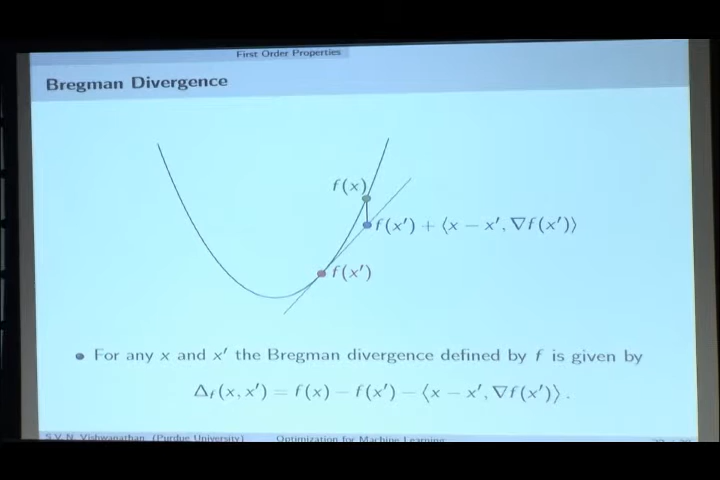 First Order Properties
Bregman Divergence
f(x)
f(x′) + ⟨x − x′, ∇f(x′)⟩
f(x′)
● For any x and x′ the Bregman divergence defined by f is given by
Δf(x, x′) = f(x) − f(x′) − ⟨x − x′, ∇f(x′)⟩ .
S.V. N. Vishwanathan (Purdue University) Optimization for Machine Learning